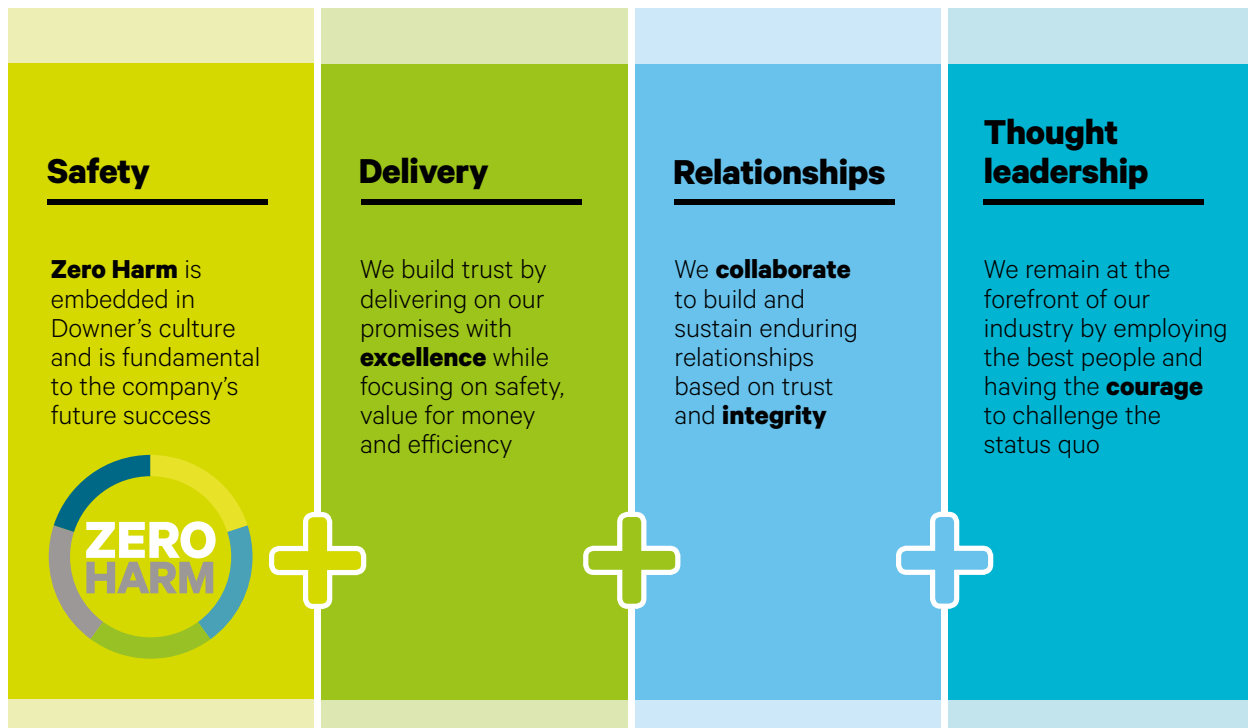 Safety
Zero Harm is
embedded in
Downer’s culture
and is fundamental
to the company’s
future success
ZERO
HARM
Delivery
We build trust by
delivering on our
promises with
excellence while
focusing on safety,
value for money
and efficiency
Relationships
We collaborate
to build and
sustain enduring
relationships
based on trust
and integrity
Thought
leadership
We remain at the
forefront of our
industry by employing
the best people and
having the courage
to challenge the
status quo